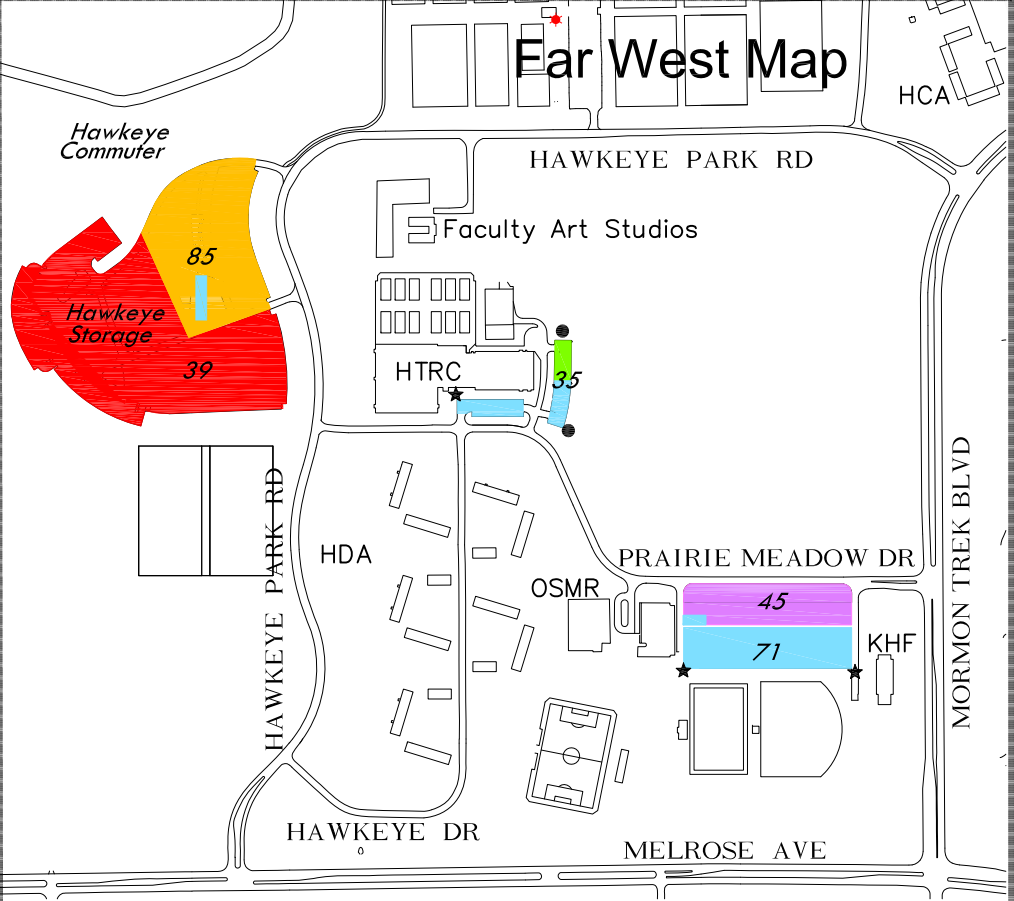 Far West Map
HCA
Hawkeye
Commuter
HAWKEYE PARK RD
Faculty Art Studios
85
Hawkeye
Storage
39
HTRC
35
HAWKEYE PARK RD
MORMON TREK BLVD
HDA
PRAIRIE MEADOW DR
OSMR
45
71
KHF
HAWKEYE DR
MELROSE AVE